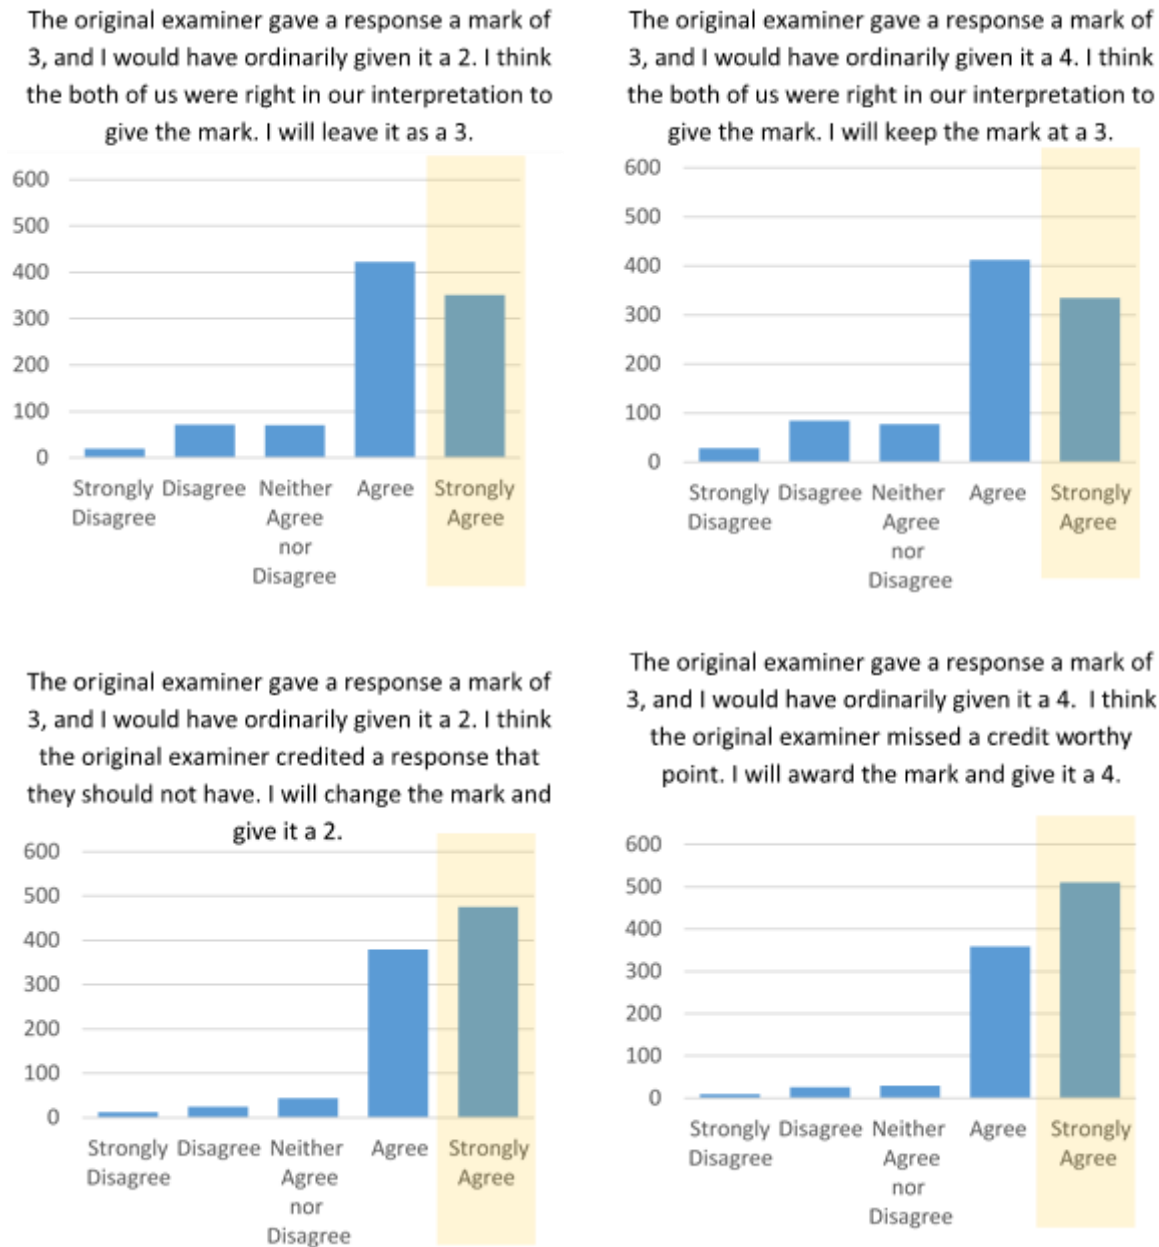 The original examiner gave a response a mark of
3, and I would have ordinarily given it a 2. I think
the both of us were right in our interpretation to
give the mark. I will leave it as a 3.
600
500
400
300
200
100
0
Strongly Disagree Neither Agree Strongly
Disagree Agree Agree
nor
Disagree
The original examiner gave a response a mark of
3, and I would have ordinarily given it a 4. I think
the both of us were right in our interpretation to
give the mark. I will keep the mark at a 3.
600
500
400
300
200
100
0
Strongly Disagree Neither Agree Strongly
Disagree Agree Agree
nor
Disagree
The original examiner gave a response a mark of
3, and I would have ordinarily given it a 2. I think
the original examiner credited a response that
they should not have. I will change the mark and
give it a 2.
600
500
400
300
200
100
0
Strongly Disagree Neither Agree Strongly
Disagree Agree Agree
nor
Disagree
The original examiner gave a response a mark of
3, and I would have ordinarily given it a 4.  I think
the original examiner missed a credit worthy
point. I will award the mark and give it a 4.
600
500
400
300
200
100
0
Strongly Disagree Neither Agree Strongly
Disagree Agree Agree
nor
Disagree